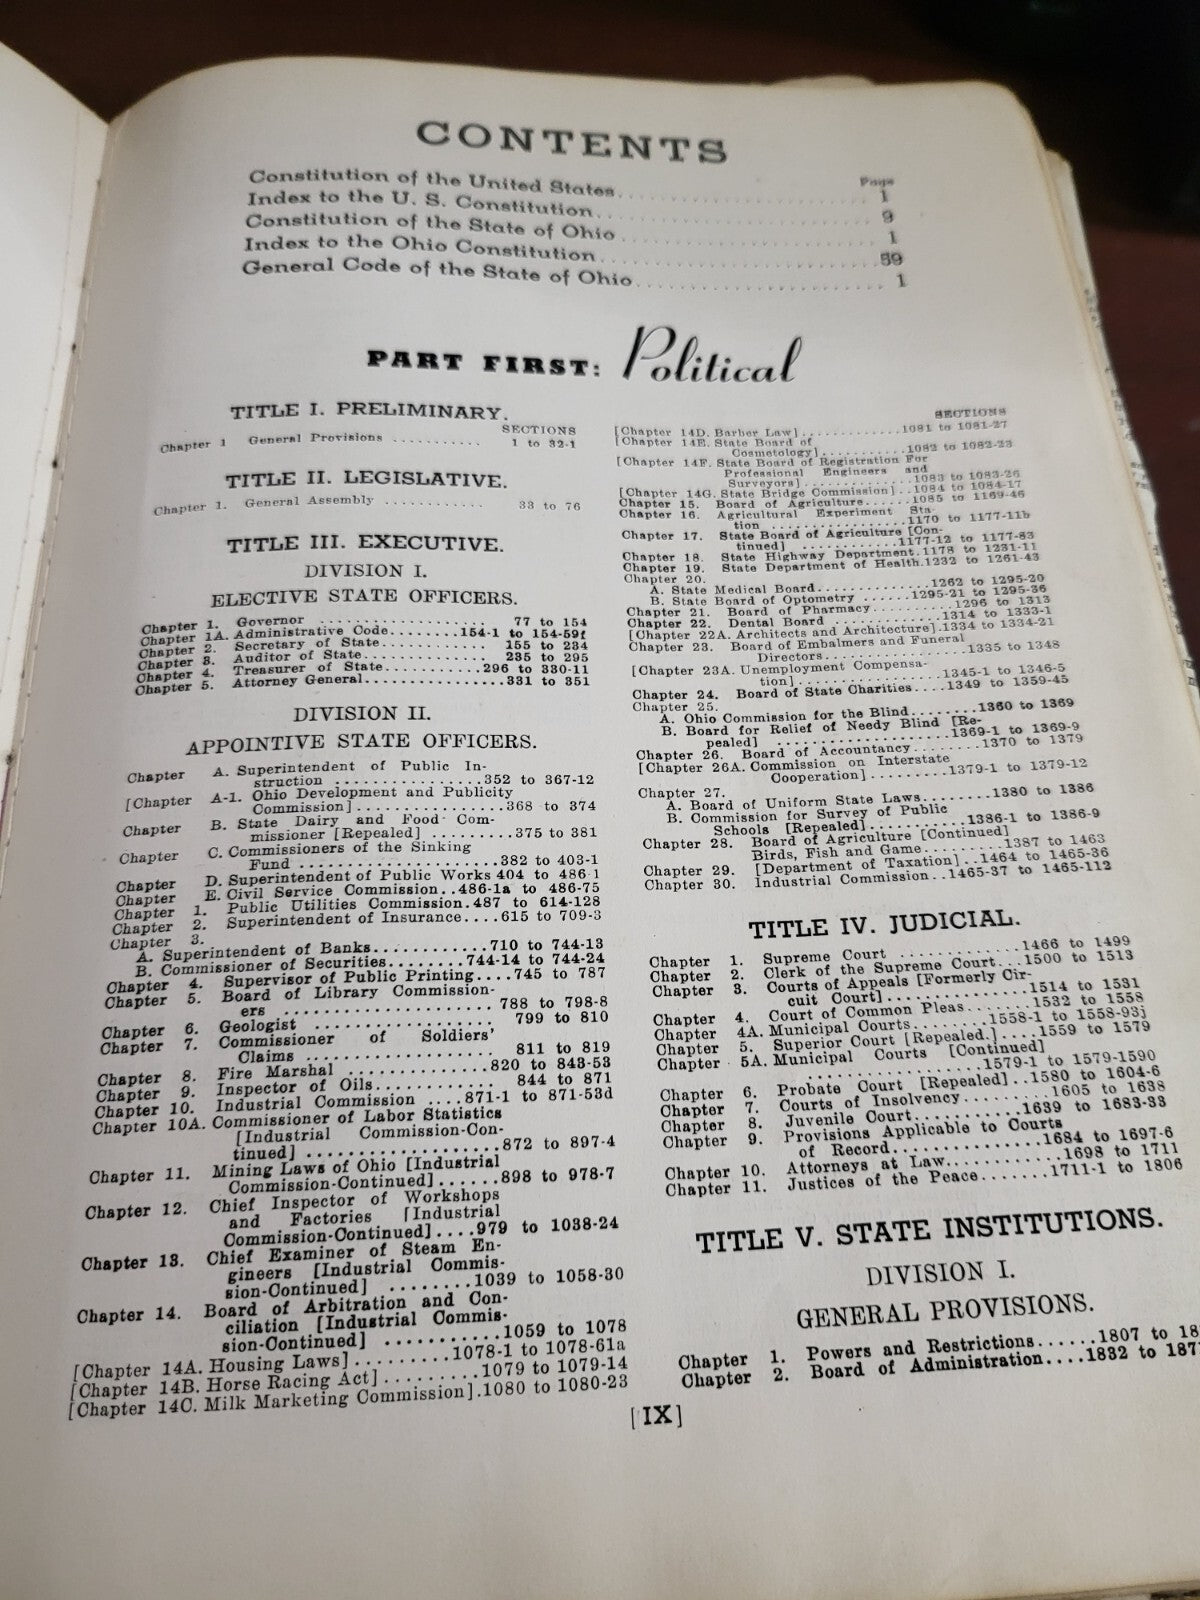 CONTENTS
Page
Constitution of the United States. . . . . . . . . . . . . . . . . . . . . 1
Index to the U. S. Constitution. . . . . . . . . . . . . . . . . . . . . 9
Constitution of the State of Ohio . . . . . . . . . . . . . . . . . . . . 1
Index to the Ohio Constitution. . . . . . . . . . . . . . . . . . . . . 59
General Code of the State of Ohio. . . . . . . . . . . . . . . . . . . . 1
PART FIRST: Political
TITLE I. PRELIMINARY.
SECTIONS
Chapter 1 General Provisions . . . . . . . . . . . 1 to 32-1
TITLE II. LEGISLATIVE.
Chapter 1. General Assembly . . . . . . . . . . 33 to 76
TITLE III. EXECUTIVE.
DIVISION I.
ELECTIVE STATE OFFICERS.
Chapter 1. Governor . . . . . . . . . . . . . . . . . 77 to 154
Chapter 1A. Administrative Code........154-1 to 154-59f
Chapter 2. Secretary of State............. 155 to 234
Chapter 3. Auditor of State............... 235 to 295
Chapter 4. Treasurer of State............296 to 330-11
Chapter 5. Attorney General................331 to 351
DIVISION II.
APPOINTIVE STATE OFFICERS.
Chapter A. Superintendent of Public In-
struction ................352 to 367-12
[Chapter A-1. Ohio Development and Publicity
Commission]................368 to 374
Chapter B. State Dairy and Food Com-
missioner [Repealed] .........375 to 381
Chapter C. Commissioners of the Sinking
Fund ......................382 to 403-1
Chapter D. Superintendent of Public Works 404 to 486-1
Chapter E. Civil Service Commission..486-1a to 486-75
Chapter 1. Public Utilities Commission.487 to 614-128
Chapter 2. Superintendent of Insurance....615 to 709-3
Chapter 3.
A. Superintendent of Banks............710 to 744-13
B. Commissioner of Securities........744-14 to 744-24
Chapter 4. Supervisor of Public Printing....745 to 787
Chapter 5. Board of Library Commission-
ers ....................... 788 to 798-8
Chapter 6. Geologist .................... 799 to 810
Chapter 7. Commissioner of Soldiers'
Claims .................... 811 to 819
Chapter 8. Fire Marshal .................820 to 843-53
Chapter 9. Inspector of Oils............. 844 to 871
Chapter 10. Industrial Commission ....871-1 to 871-53d
Chapter 10A. Commissioner of Labor Statistics
[Industrial Commission-Con-
tinued] ....................872 to 897-4
Chapter 11. Mining Laws of Ohio [Industrial
Commission-Continued]......898 to 978-7
Chapter 12. Chief Inspector of Workshops
and Factories [Industrial
Commission-Continued]....979 to 1038-24
Chapter 13. Chief Examiner of Steam En-
gineers [Industrial Commis-
sion-Continued] ........1039 to 1058-30
Chapter 14. Board of Arbitration and Con-
ciliation [Industrial Commis-
sion-Continued] ...........1059 to 1078
[Chapter 14A. Housing Laws].........1078-1 to 1078-61a
[Chapter 14B. Horse Racing Act].........1079 to 1079-14
[Chapter 14C. Milk Marketing Commission].1080 to 1080-23
SECTIONS
[Chapter 14D. Barber Law].............1081 to 1081-27
[Chapter 14E. State Board of
Cosmetology]...........1082 to 1082-23
[Chapter 14F. State Board of Registration For
Professional Engineers and
Surveyors].............1083 to 1083-26
[Chapter 14G. State Bridge Commission]..1084 to 1084-17
Chapter 15. Board of Agriculture......1085 to 1169-46
Chapter 16. Agricultural Experiment Sta-
tion .................1170 to 1177-11b
Chapter 17. State Board of Agriculture [Con-
tinued] ............1177-12 to 1177-83
Chapter 18. State Highway Department.1178 to 1231-11
Chapter 19. State Department of Health.1232 to 1261-43
Chapter 20.
A. State Medical Board.............1262 to 1295-20
B. State Board of Optometry ......1295-21 to 1295-36
Chapter 21. Board of Pharmacy.......... 1296 to 1313
Chapter 22. Dental Board .............1314 to 1333-1
[Chapter 22A. Architects and Architecture].1334 to 1334-21
Chapter 23. Board of Embalmers and Funeral
Directors..................1335 to 1348
[Chapter 23A. Unemployment Compensa-
tion] ..................1345-1 to 1346-5
Chapter 24. Board of State Charities....1349 to 1359-45
Chapter 25.
A. Ohio Commission for the Blind........1360 to 1369
B. Board for Relief of Needy Blind [Re-
pealed] ..................1369-1 to 1369-9
Chapter 26. Board of Accountancy.........1370 to 1379
[Chapter 26A. Commission on Interstate
Cooperation].........1379-1 to 1379-12
Chapter 27.
A. Board of Uniform State Laws........1380 to 1386
B. Commission for Survey of Public
Schools [Repealed]...........1386-1 to 1386-9
Chapter 28. Board of Agriculture [Continued]
Birds, Fish and Game..........1387 to 1463
Chapter 29. [Department of Taxation]..1464 to 1465-36
Chapter 30. Industrial Commission..1465-37 to 1465-112
TITLE IV. JUDICIAL.
Chapter 1. Supreme Court ............1466 to 1499
Chapter 2. Clerk of the Supreme Court...1500 to 1513
Chapter 3. Courts of Appeals [Formerly Cir-
cuit Court]................1514 to 1531
Chapter 4. Court of Common Pleas.......1532 to 1558
Chapter 4A. Municipal Courts........1558-1 to 1558-93j
Chapter 5. Superior Court [Repealed.]...1559 to 1579
Chapter 5A. Municipal Courts [Continued]
....................1579-1 to 1579-1590
Chapter 6. Probate Court [Repealed]..1580 to 1604-6
Chapter 7. Courts of Insolvency.........1605 to 1638
Chapter 8. Juvenile Court...........1639 to 1683-33
Chapter 9. Provisions Applicable to Courts
of Record...............1684 to 1697-6
Chapter 10. Attorneys at Law............1698 to 1711
Chapter 11. Justices of the Peace.......1711-1 to 1806
TITLE V. STATE INSTITUTIONS.
DIVISION I.
GENERAL PROVISIONS.
Chapter 1. Powers and Restrictions......1807 to 18
Chapter 2. Board of Administration....1832 to 187
[IX]